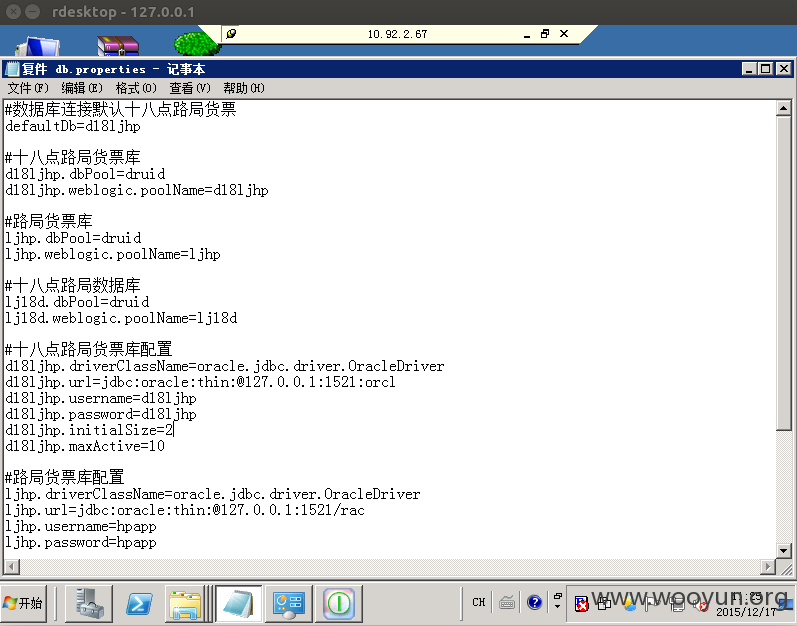 rdesktop - 127.0.0.1
10.92.2.67
复件 db.properties - 记事本
文件(F) 编辑(E) 格式(O) 查看(V) 帮助(H)
#数据库连接默认十八点路局货票
defaultDb=d18ljhp
#十八点路局货票库
d18ljhp.dbPool=druid
d18ljhp.weblogic.poolName=d18ljhp
#路局货票库
ljhp.dbPool=druid
ljhp.weblogic.poolName=ljhp
#十八点路局数据库
lj18d.dbPool=druid
lj18d.weblogic.poolName=lj18d
#十八点路局货票库配置
d18ljhp.driverClassName=oracle.jdbc.driver.OracleDriver
d18ljhp.url=jdbc:oracle:thin:@127.0.0.1:1521:orcl
d18ljhp.username=d18ljhp
d18ljhp.password=d18ljhp
d18ljhp.initialSize=2
d18ljhp.maxActive=10
#路局货票库配置
ljhp.driverClassName=oracle.jdbc.driver.OracleDriver
ljhp.url=jdbc:oracle:thin:@127.0.0.1:1521/rac
ljhp.username=hpapp
ljhp.password=hpapp
开始
CH
www.wooyun.org
2015/12/17